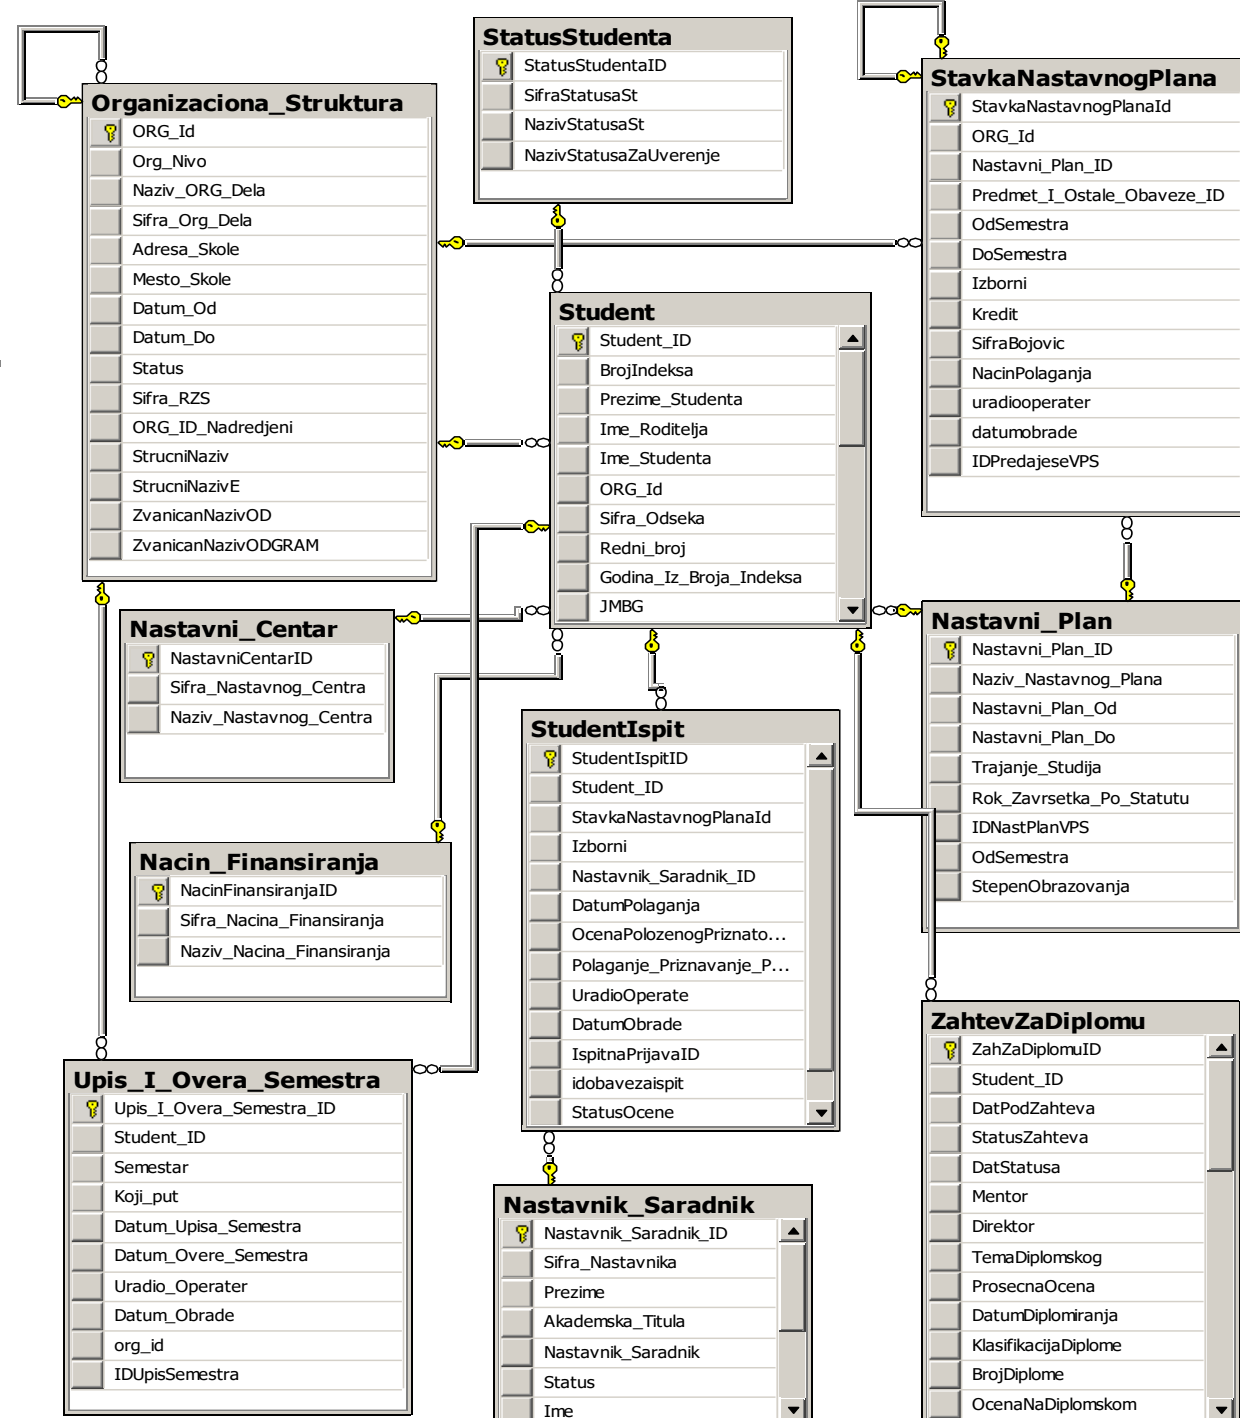 StatusStudenta
StatusStudentaID
SifraStatusaSt
NazivStatusaSt
NazivStatusaZaUverenje
StavkaNastavnogPlana
StavkaNastavnogPlanaId
ORG_Id
Nastavni_Plan_ID
Predmet_I_Ostale_Obaveze_ID
OdSemestra
DoSemestra
Izborni
Kredit
SifraBojovic
NacinPolaganja
uradiooperater
datumobrade
IDPredajeseVPS
Organizaciona_Struktura
ORG_Id
Org_Nivo
Naziv_ORG_Dela
Sifra_Org_Dela
Adresa_Skole
Mesto_Skole
Datum_Od
Datum_Do
Status
Sifra_RZS
ORG_ID_Nadredjeni
StrucniNaziv
StrucniNazivE
ZvanicanNazivOD
ZvanicanNazivODGRAM
Student
Student_ID
BrojIndeksa
Prezime_Studenta
Ime_Roditelja
Ime_Studenta
ORG_Id
Sifra_Odseka
Redni_broj
Godina_Iz_Broja_Indeksa
JMBG
Nastavni_Centar
NastavniCentarID
Sifra_Nastavnog_Centra
Naziv_Nastavnog_Centra
Nastavni_Plan
Nastavni_Plan_ID
Naziv_Nastavnog_Plana
Nastavni_Plan_Od
Nastavni_Plan_Do
Trajanje_Studija
Rok_Zavrsetka_Po_Statutu
IDNastPlanVPS
OdSemestra
StepenObrazovanja
StudentIspit
StudentIspitID
Student_ID
StavkaNastavnogPlanaId
Izborni
Nastavnik_Saradnik_ID
DatumPolaganja
OcenaPolozenogPriznato...
Polaganje_Priznavanje_P...
UradioOperate
DatumObrade
IspitnaPrijavaID
idobavezaispit
StatusOcene
Nacin_Finansiranja
NacinFinansiranjaID
Sifra_Nacina_Finansiranja
Naziv_Nacina_Finansiranja
Upis_I_Overa_Semestra
Upis_I_Overa_Semestra_ID
Student_ID
Semestar
Koji_put
Datum_Upisa_Semestra
Datum_Overe_Semestra
Uradio_Operater
Datum_Obrade
org_id
IDUpisSemestra
Nastavnik_Saradnik
Nastavnik_Saradnik_ID
Sifra_Nastavnika
Prezime
Akademska_Titula
Nastavnik_Saradnik
Status
Ime
ZahtevZaDiplomu
ZahZaDiplomuID
Student_ID
DatPodZahteva
StatusZahteva
DatStatusa
Mentor
Direktor
TemaDiplomskog
ProsecnaOcena
DatumDiplomiranja
KlasifikacijaDiplome
BrojDiplome
OcenaNaDiplomskom